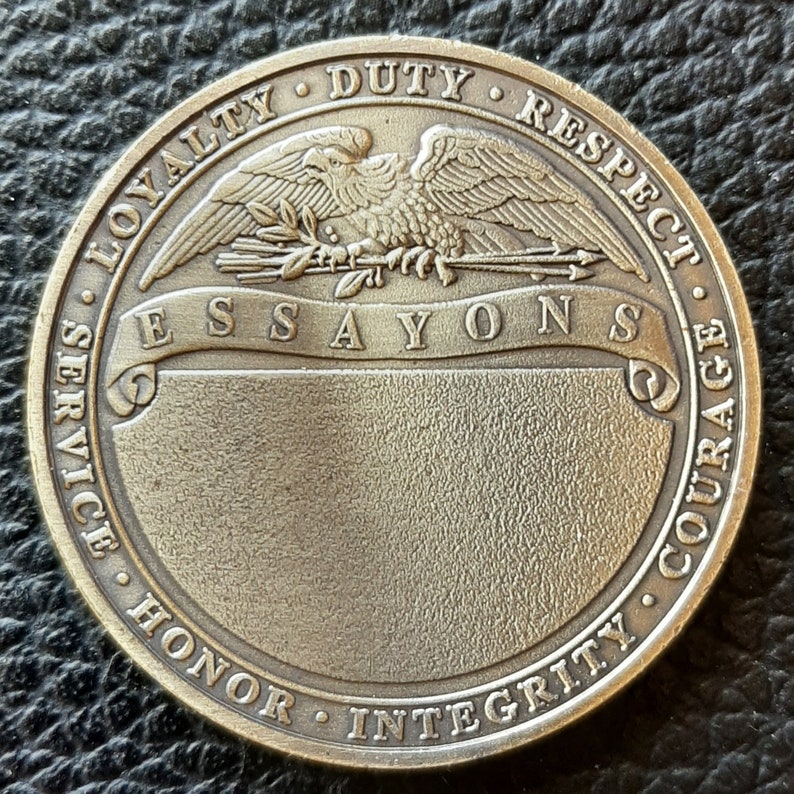 LOYALTY · DUTY · RESPECT · COURAGE · INTEGRITY · HONOR · SERVICE ·
ESSAYONS